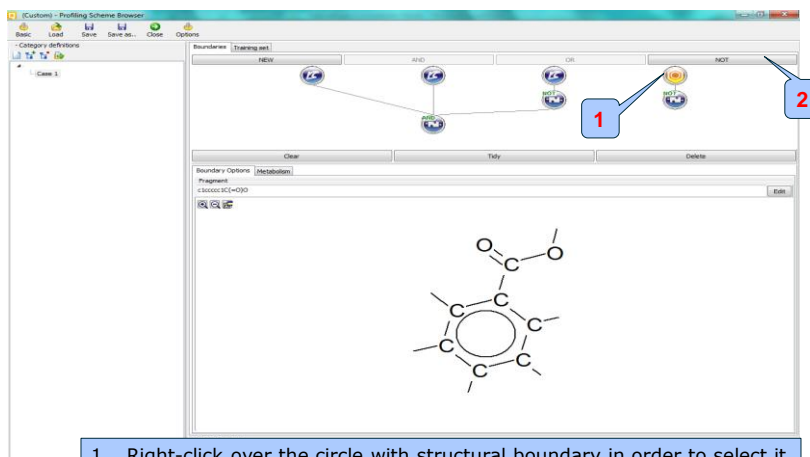 (Custom) - Profiling Scheme Browser
Basic Load Save Save as.. Close Options
- Category definitions
Case 1
Boundaries Training set
NEW AND OR NOT
NOT NOT
AND
1
2
Clear Tidy Delete
Boundary Options Metabolism
Fragment
c1ccccc1C(=O)O
Edit
O
C O
C
C C
C C
C
1. Right-click over the circle with structural boundary in order to select it